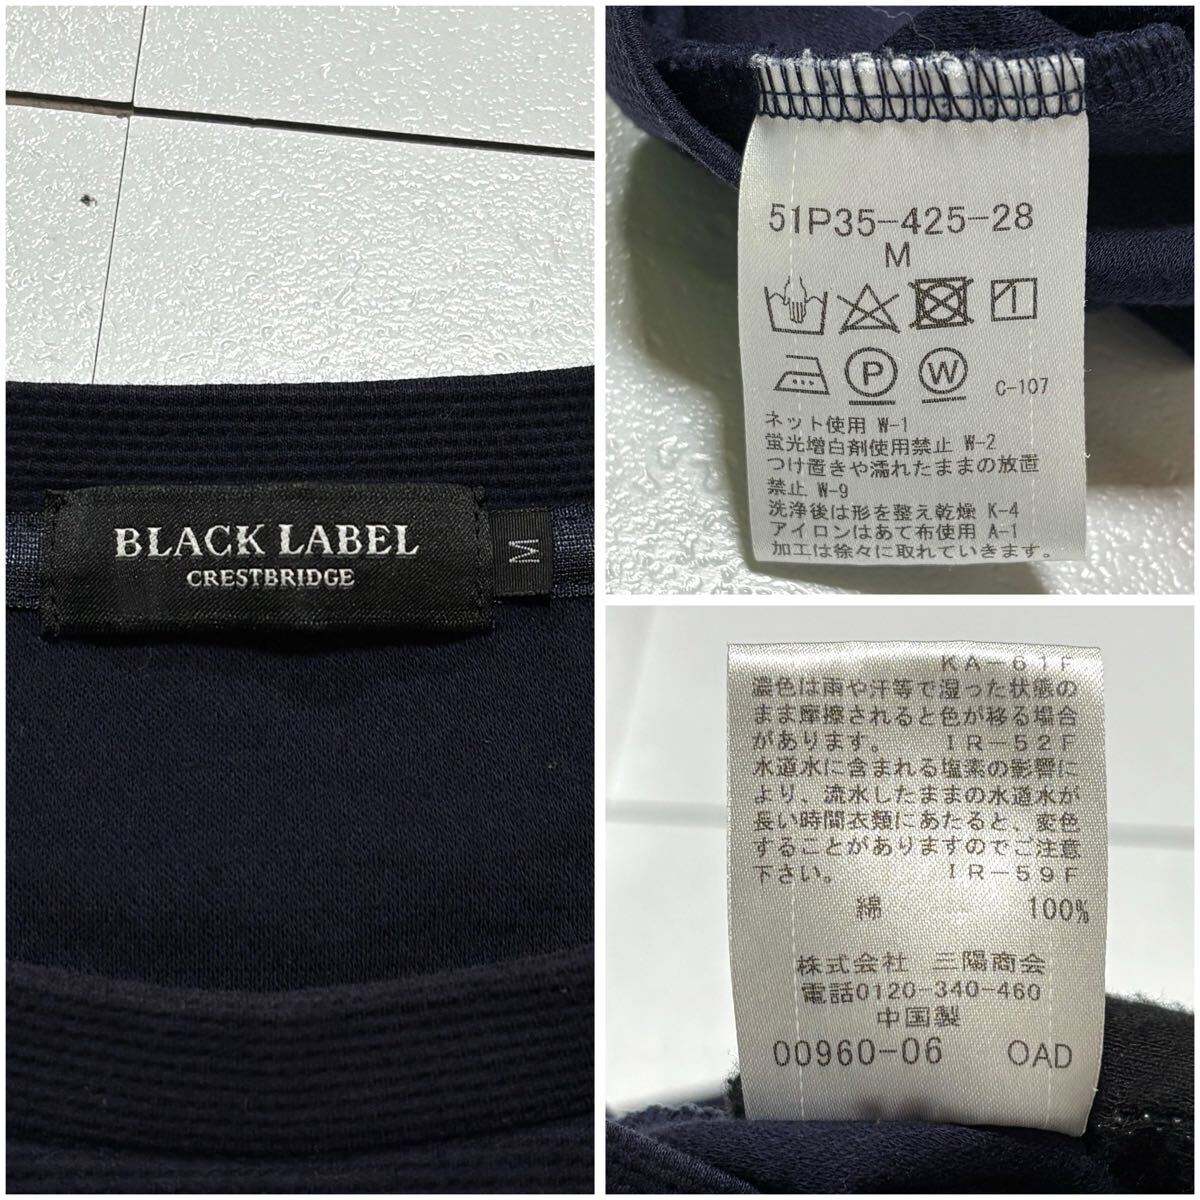 BLACK LABEL
CRESTBRIDGE
M
51P35-425-28
M
1
P
W
C-107
ネット使用 W-1
蛍光増白剤使用禁止 W-2
つけ置きや濡れたままの放置
禁止 W-9
洗浄後は形を整え乾燥 K-4
アイロンはあて布使用 A-1
加工は徐々に取れていきます。
KA-61F
濃色は雨や汗等で湿った状態の
まま摩擦されると色が移る場合
があります。 IR-52F
水道水に含まれる塩素の影響に
より、流水したままの水道水が
長い時間衣類にあたると、変色
することがありますのでご注意
下さい。 IR-59F
綿 100%
株式会社 三陽商会
電話0120-340-460
中国製
00960-06 OAD